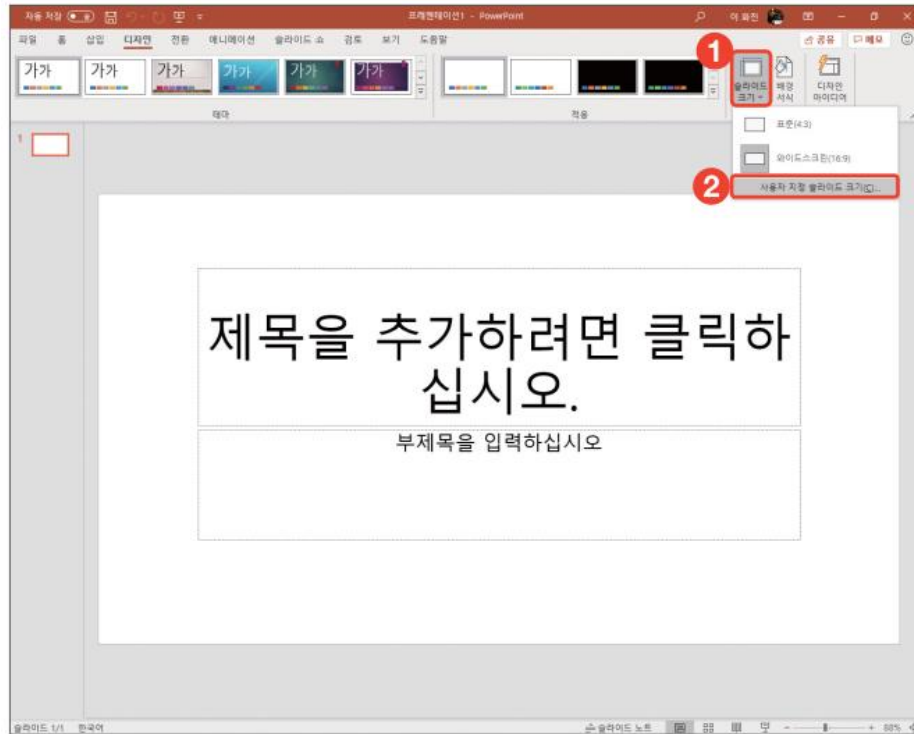 자동 저장
프레젠테이션1 - PowerPoint
이 화진
파일 홈 삽입 디자인 전환 애니메이션 슬라이드 쇼 검토 보기 도움말
공유 메모
1
가가 가가 가가 가가 가가 가가
슬라이드 크기
배경 서식
디자인 아이디어
테마
적용
표준(4:3)
와이드스크린(16:9)
2
사용자 지정 슬라이드 크기(C)...
1
제목을 추가하려면 클릭하
십시오.
부제목을 입력하십시오
슬라이드 1/1 한국어
슬라이드 노트
88%